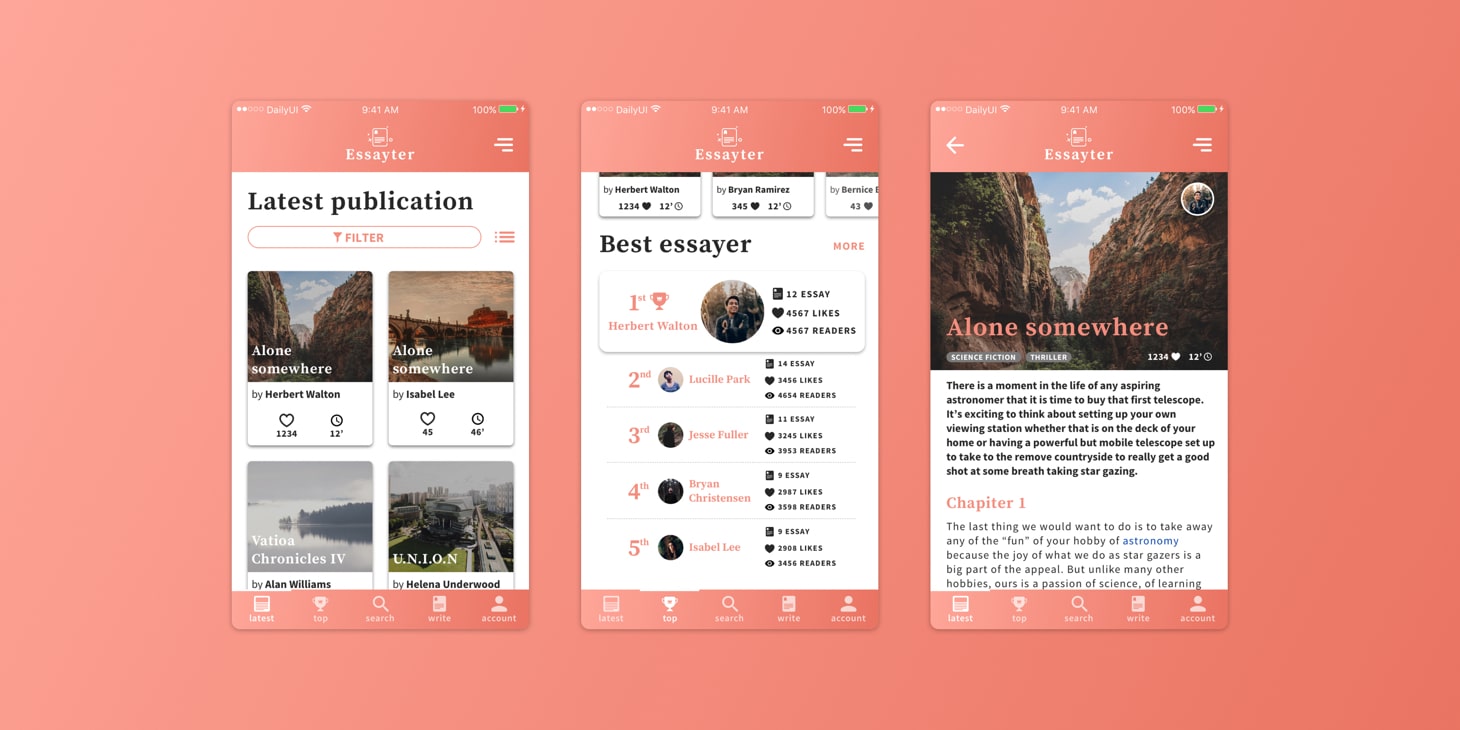 DailyUI 9:41 AM 100%
Essayter
Latest publication
FILTER
Alone
somewhere
by Herbert Walton
1234 12'
Alone
somewhere
by Isabel Lee
45 46'
Vatioa
Chronicles IV
by Alan Williams
U.N.I.O.N
by Helena Underwood
latest top search write account
DailyUI 9:41 AM 100%
Essayter
by Herbert Walton
1234 12'
by Bryan Ramirez
345 12'
by Bernice
43
Best essayer MORE
1st
Herbert Walton
12 ESSAY
4567 LIKES
4567 READERS
2nd Lucille Park
14 ESSAY
3456 LIKES
4654 READERS
3rd Jesse Fuller
11 ESSAY
3245 LIKES
3953 READERS
4th Bryan
Christensen
9 ESSAY
2987 LIKES
3598 READERS
5th Isabel Lee
9 ESSAY
2908 LIKES
3456 READERS
latest top search write account
DailyUI 9:41 AM 100%
Essayter
Alone somewhere
SCIENCE FICTION THRILLER 1234 12'
There is a moment in the life of any aspiring
astronomer that it is time to buy that first telescope.
It's exciting to think about setting up your own
viewing station whether that is on the deck of your
home or having a powerful but mobile telescope set up
to take to the remove countryside to really get a good
shot at some breath taking star gazing.
Chapiter 1
The last thing we would want to do is to take away
any of the “fun” of your hobby of astronomy
because the joy of what we do as star gazers is a
big part of the appeal. But unlike many other
hobbies, ours is a passion of science, of learning
latest top search write account